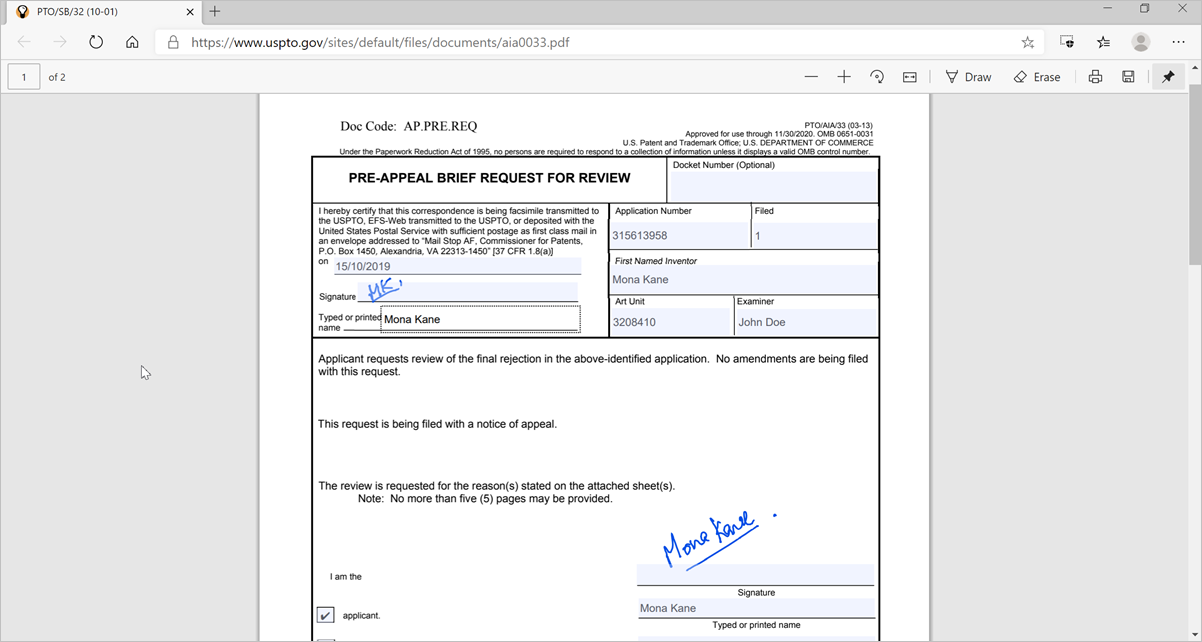 PTO/SB/32 (10-01)
https://www.uspto.gov/sites/default/files/documents/aia0033.pdf
1 of 2
Draw
Erase
Doc Code: AP.PRE.REQ
PTO/AIA/33 (03-13)
Approved for use through 11/30/2020. OMB 0651-0031
U.S. Patent and Trademark Office; U.S. DEPARTMENT OF COMMERCE
Under the Paperwork Reduction Act of 1995, no persons are required to respond to a collection of information unless it displays a valid OMB control number.
PRE-APPEAL BRIEF REQUEST FOR REVIEW
Docket Number (Optional)
I hereby certify that this correspondence is being facsimile transmitted to
the USPTO, EFS-Web transmitted to the USPTO, or deposited with the
United States Postal Service with sufficient postage as first class mail in
an envelope addressed to “Mail Stop AF, Commissioner for Patents,
P.O. Box 1450, Alexandria, VA 22313-1450” [37 CFR 1.8(a)]
on 15/10/2019
Signature MK.
Typed or printed
name Mona Kane
Application Number
315613958
Filed
1
First Named Inventor
Mona Kane
Art Unit
3208410
Examiner
John Doe
Applicant requests review of the final rejection in the above-identified application. No amendments are being filed
with this request.
This request is being filed with a notice of appeal.
The review is requested for the reason(s) stated on the attached sheet(s).
Note: No more than five (5) pages may be provided.
Mona Kane
I am the
Signature
✔ applicant.
Mona Kane
Typed or printed name